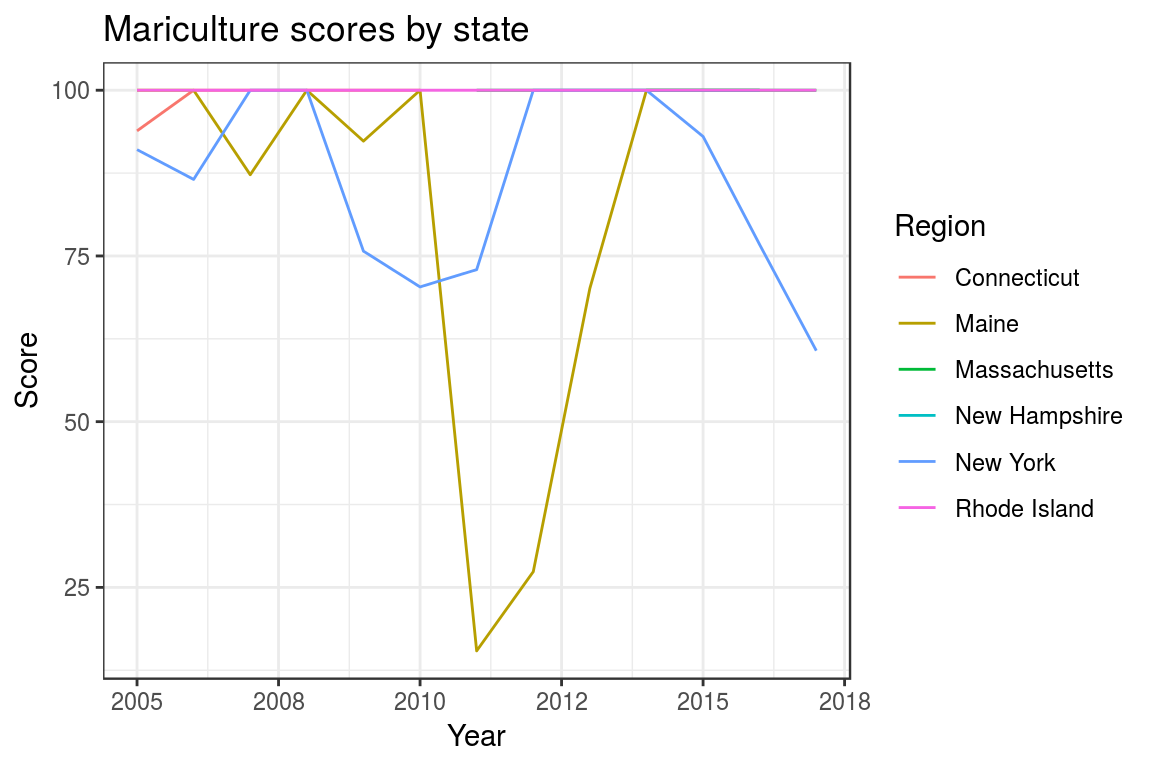 Mariculture scores by state
100
75
50
25
Score
2005 2008 2010 2012 2015 2018
Year
Region
Connecticut
Maine
Massachusetts
New Hampshire
New York
Rhode Island